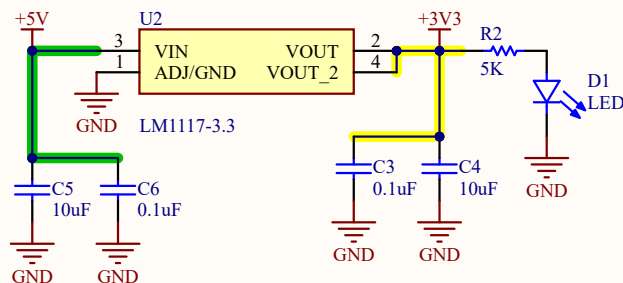 +5V
U2
+3V3
3
VIN
VOUT
2
R2
1
ADJ/GND
VOUT_2
4
5K
D1
LED
GND
LM1117-3.3
C5
10uF
C6
0.1uF
C3
0.1uF
C4
10uF
GND
GND
GND
GND
GND